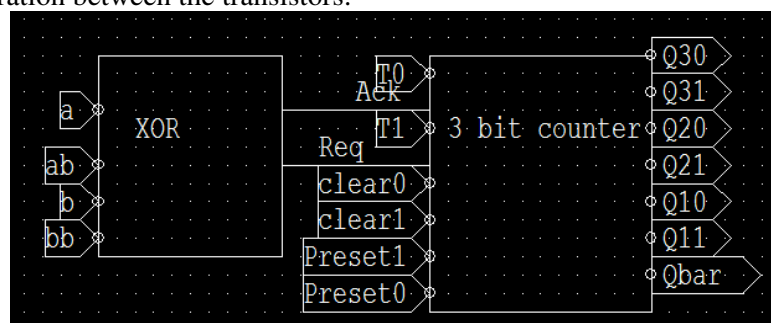 ration between the transistors.
a
ab
b
bb
XOR
T0
Ack
T1
Req
clear0
clear1
Preset1
Preset0
3 bit counter
Q30
Q31
Q20
Q21
Q10
Q11
Qbar